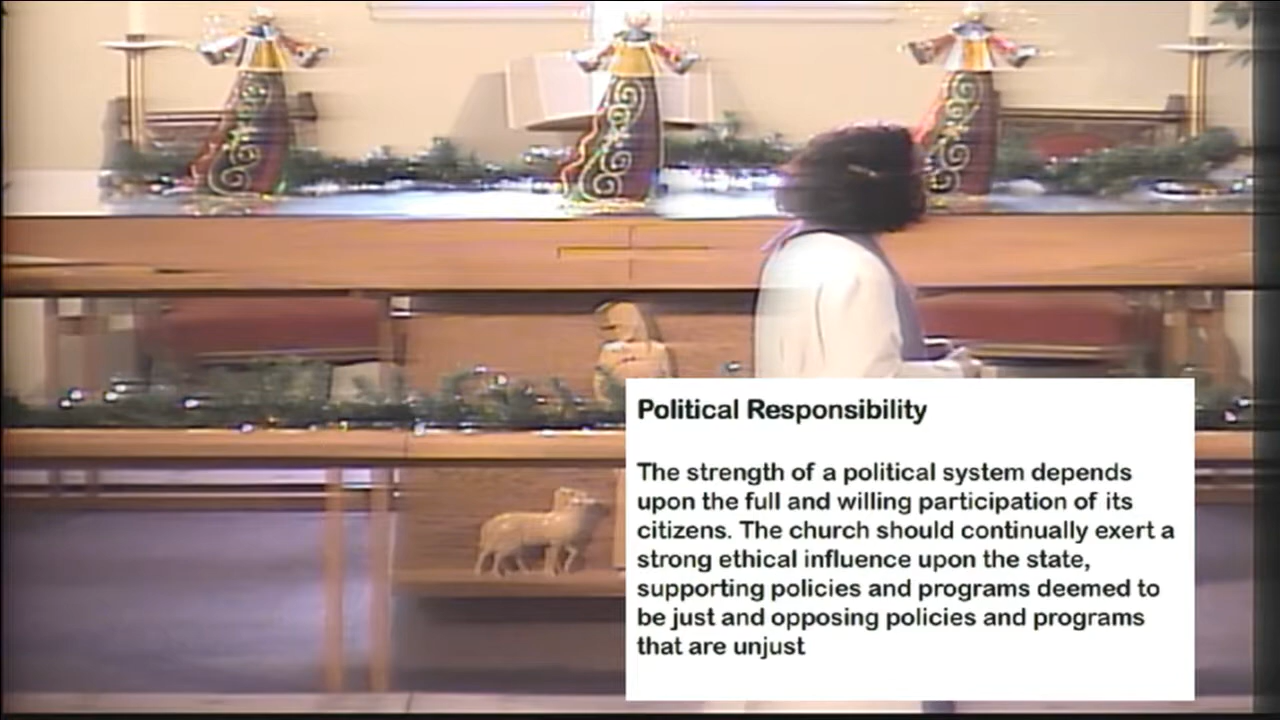 Political Responsibility
The strength of a political system depends
upon the full and willing participation of its
citizens. The church should continually exert a
strong ethical influence upon the state,
supporting policies and programs deemed to
be just and opposing policies and programs
that are unjust